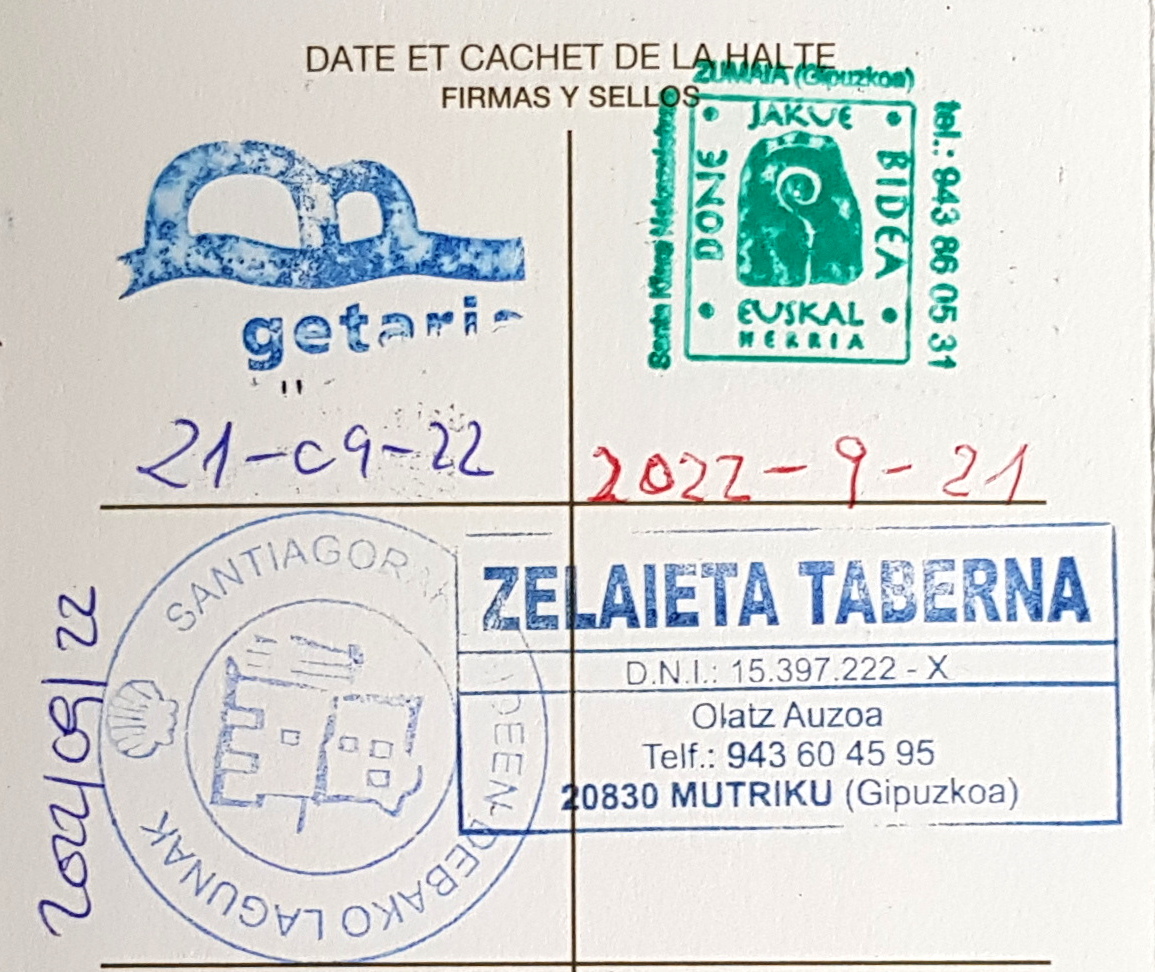 DATE ET CACHET DE LA HALTE
FIRMAS Y SELLOS
getari
21-09-22
ZUMAIA (Gipuzkoa)
JAKUE
DONE
BIDEA
EUSKAL
HERRIA
tel.: 943 86 05 31
2022-9-21
SANTIAGORA
DEBAKO LAGUNAK
2022/09/22
ZELAIETA TABERNA
D.N.I.: 15.397.222 - X
Olatz Auzoa
Telf.: 943 60 45 95
20830 MUTRIKU (Gipuzkoa)